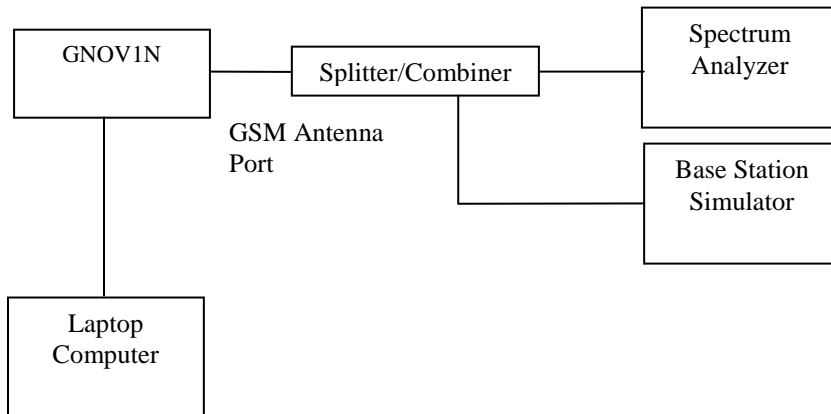 GNOV1N
Splitter/Combiner
Spectrum
Analyzer
GSM Antenna
Port
Base Station
Simulator
Laptop
Computer